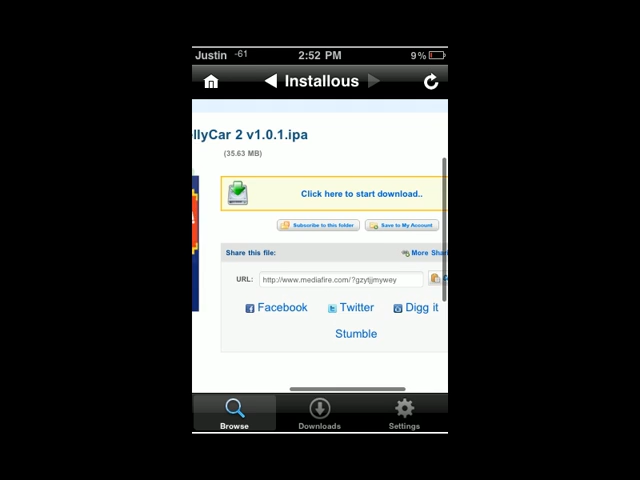 Justin -61 2:52 PM 9%
Installous
llyCar 2 v1.0.1.ipa
(35.63 MB)
Click here to start download..
Subscribe to this folder Save to My Account
Share this file: More Shar
URL: http://www.mediafire.com/?gzytjjmywey
Facebook Twitter Digg it
Stumble
Browse Downloads Settings